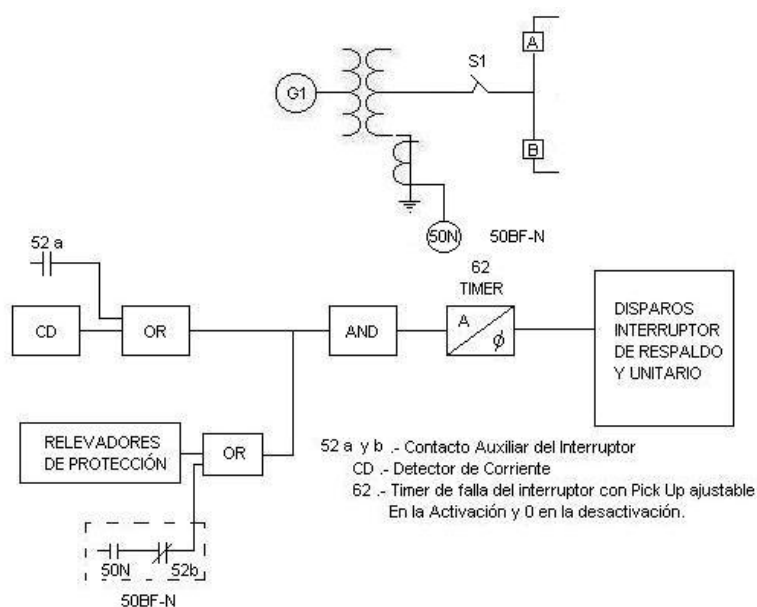 A
S1
G1
B
50N
50BF-N
52 a
62
TIMER
CD
OR
AND
A
ϕ
DISPAROS
INTERRUPTOR
DE RESPALDO
Y UNITARIO
RELEVADORES
DE PROTECCIÓN
OR
52 a y b .- Contacto Auxiliar del Interruptor
CD .- Detector de Corriente
62 .- Timer de falla del interruptor con Pick Up ajustable
En la Activación y 0 en la desactivación.
50N
52b
50BF-N